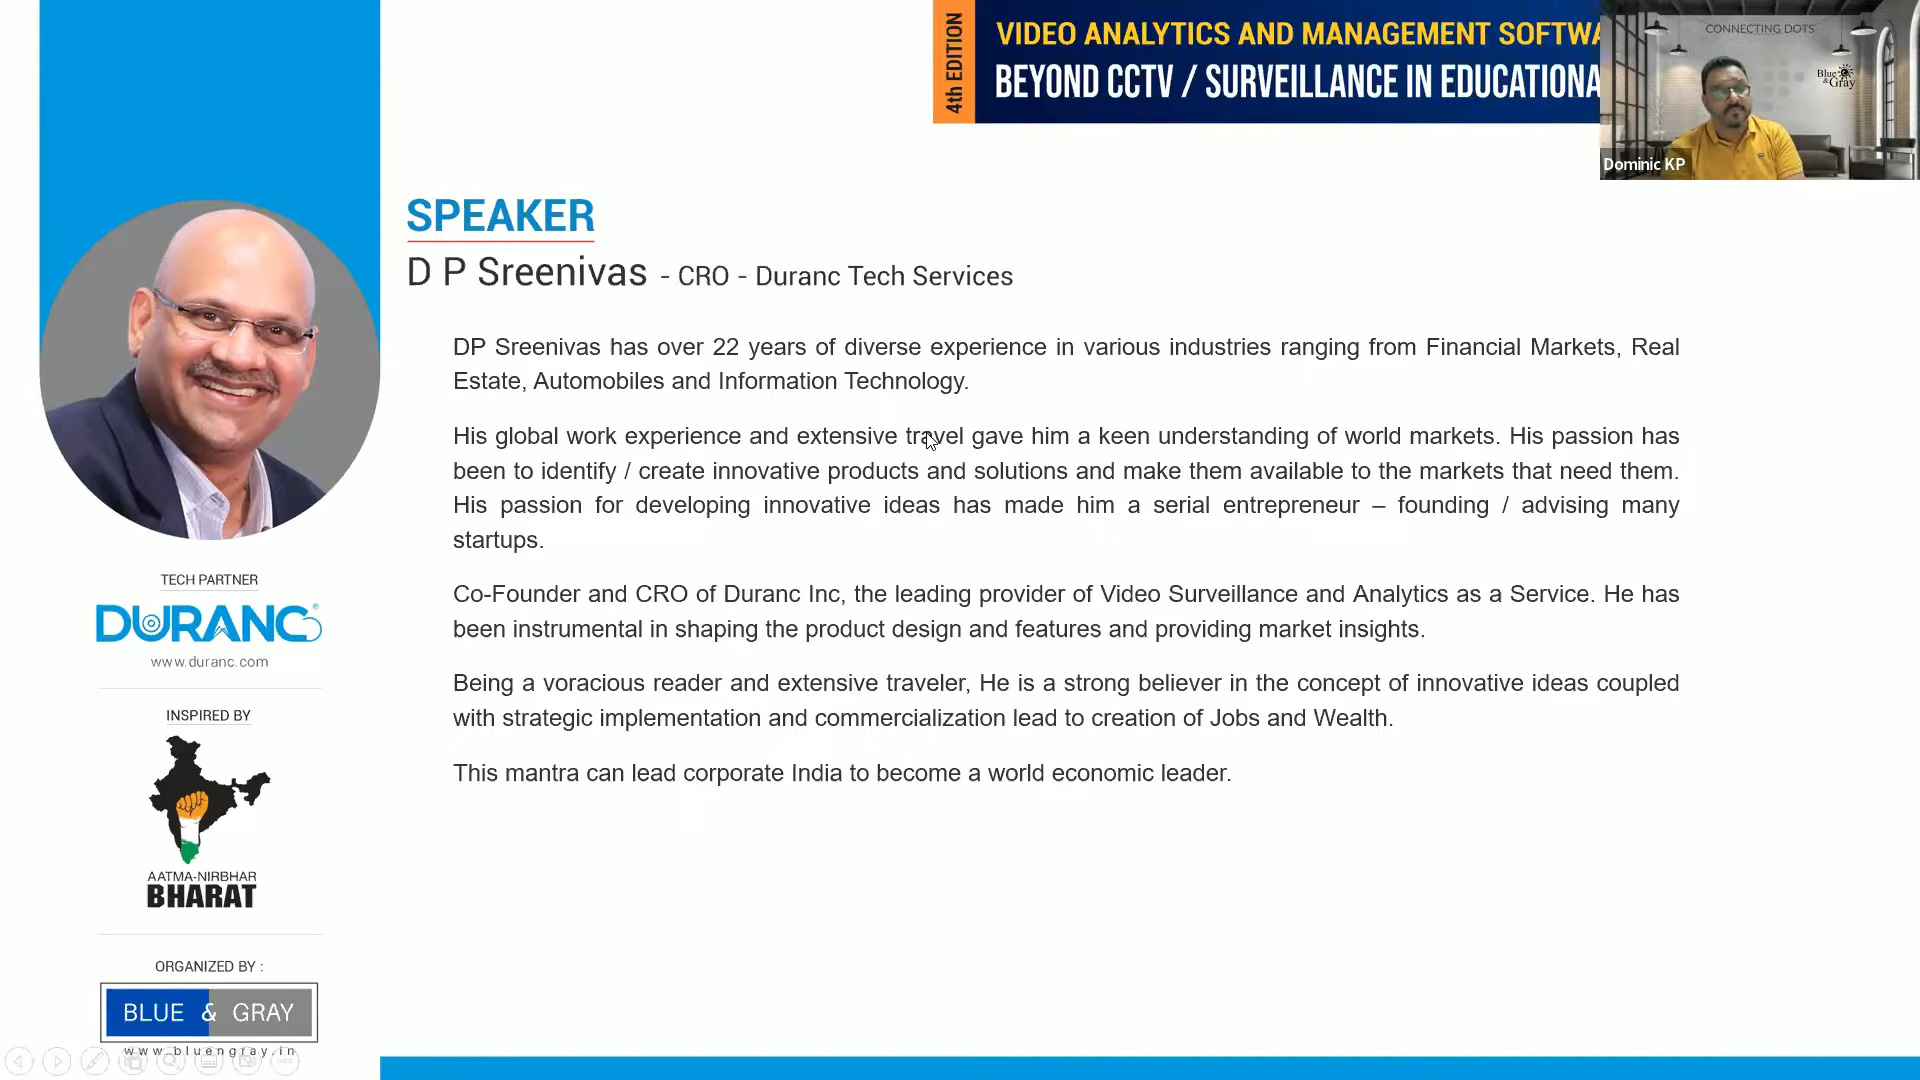 4th EDITION
VIDEO ANALYTICS AND MANAGEMENT
BEYOND CCTV / SURVEILLANCE IN
CONNECTING DOTS
Blue
&Gray
Dominic KP
SPEAKER
D P Sreenivas - CRO - Duranc Tech Services
DP Sreenivas has over 22 years of diverse experience in various industries ranging from Financial Markets, Real
Estate, Automobiles and Information Technology.
His global work experience and extensive travel gave him a keen understanding of world markets. His passion has
been to identify / create innovative products and solutions and make them available to the markets that need them.
His passion for developing innovative ideas has made him a serial entrepreneur – founding / advising many
startups.
Co-Founder and CRO of Duranc Inc, the leading provider of Video Surveillance and Analytics as a Service. He has
been instrumental in shaping the product design and features and providing market insights.
Being a voracious reader and extensive traveler, He is a strong believer in the concept of innovative ideas coupled
with strategic implementation and commercialization lead to creation of Jobs and Wealth.
This mantra can lead corporate India to become a world economic leader.
TECH PARTNER
DURANC®
www.duranc.com
INSPIRED BY
AATMA-NIRBHAR
BHARAT
ORGANIZED BY :
BLUE & GRAY
www.bluengray.in